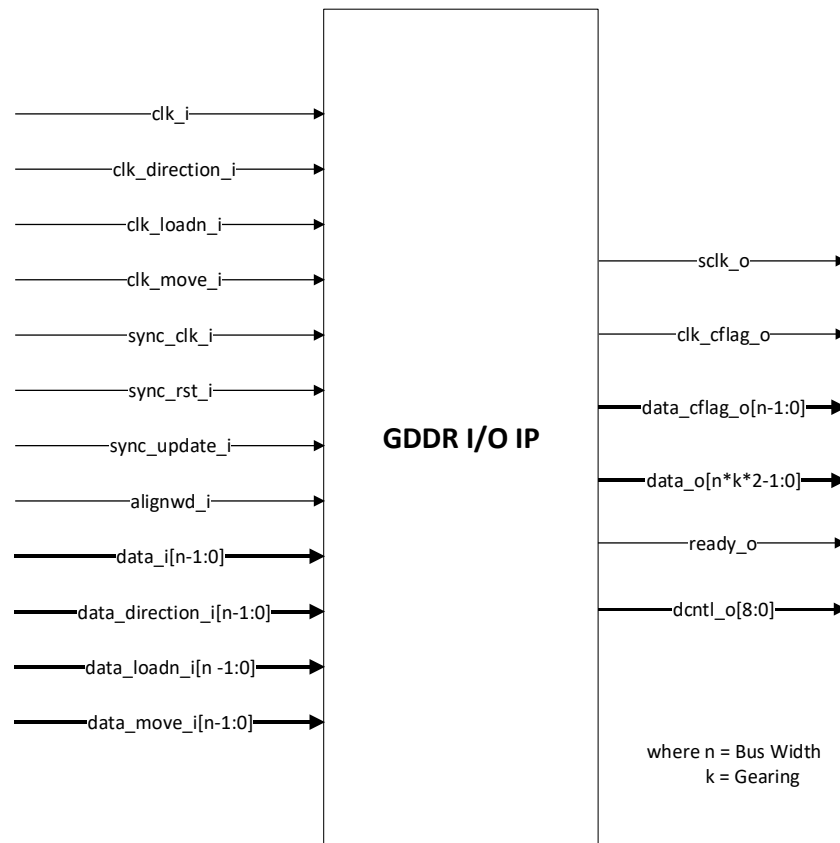 clk_i
clk_direction_i
clk_loadn_i
clk_move_i
sync_clk_i
sync_rst_i
sync_update_i
alignwd_i
data_i[n-1:0]
data_direction_i[n-1:0]
data_loadn_i[n -1:0]
data_move_i[n-1:0]
GDDR I/O IP
sclk_o
clk_cflag_o
data_cflag_o[n-1:0]
data_o[n*k*2-1:0]
ready_o
dcntl_o[8:0]
where n = Bus Width
k = Gearing